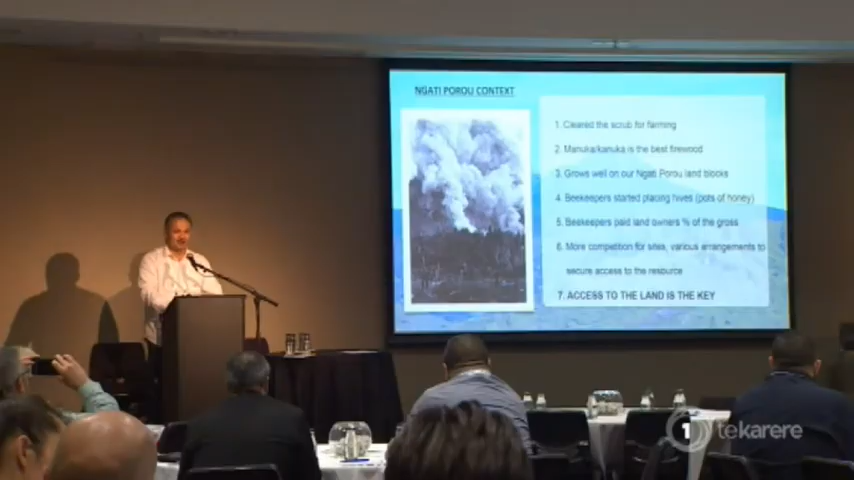 NGATI POROU CONTEXT
1. Cleared the scrub for farming
2. Manuka/kanuka is the best firewood
3. Grows well on our Ngati Porou land blocks
4. Beekeepers started placing hives (pots of honey)
5. Beekeepers paid land owners % of the gross
6. More competition for sites, various arrangements to
secure access to the resource
7. ACCESS TO THE LAND IS THE KEY
1 tekarere